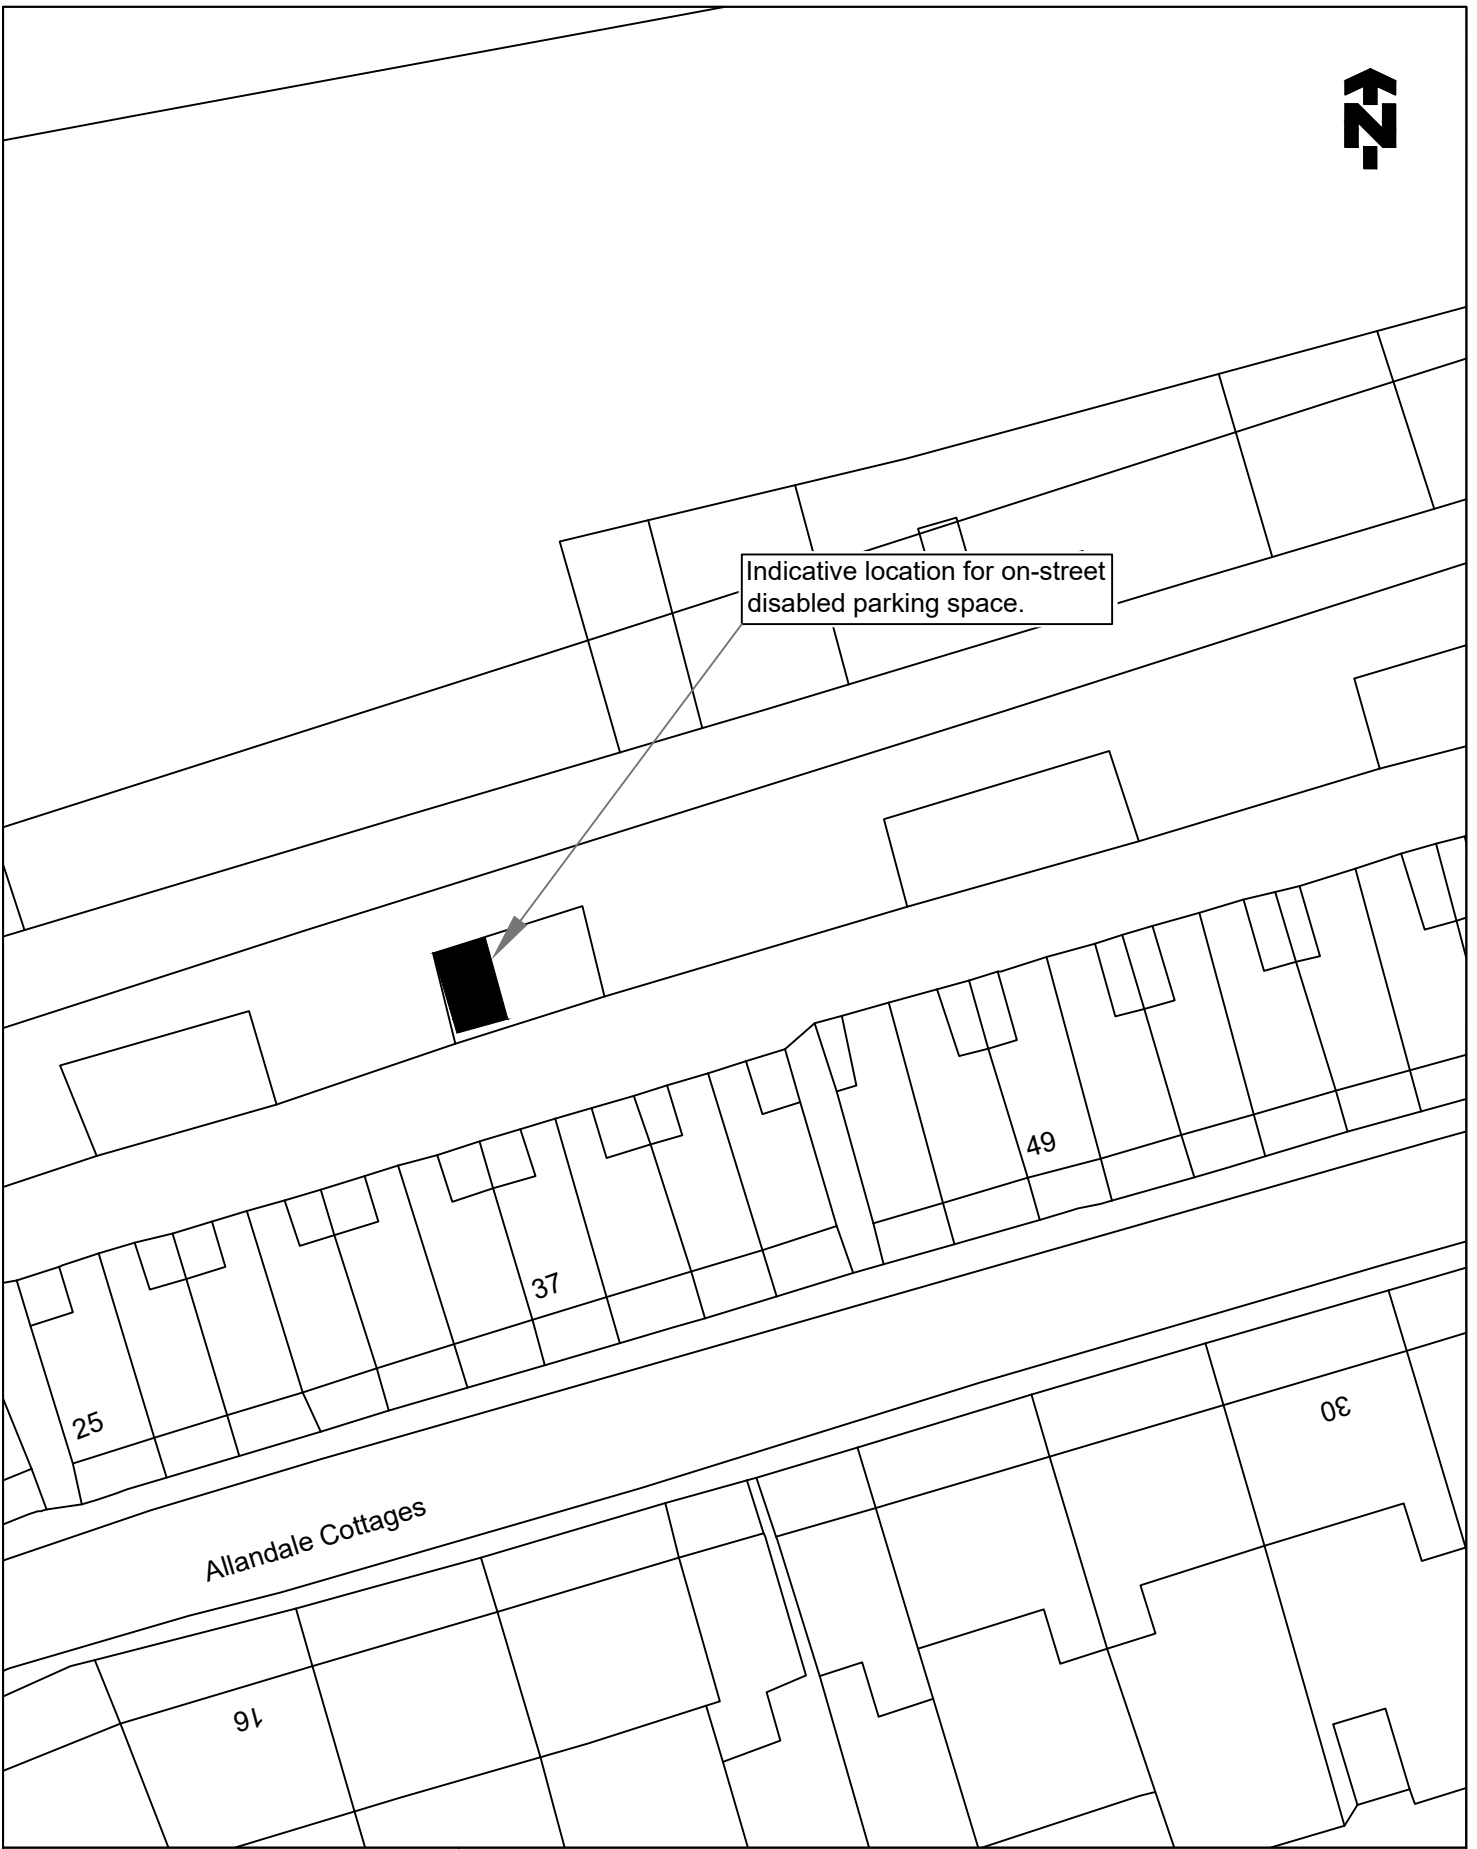 N
Indicative location for on-street
disabled parking space.
49
37
25
30
Allandale Cottages
16